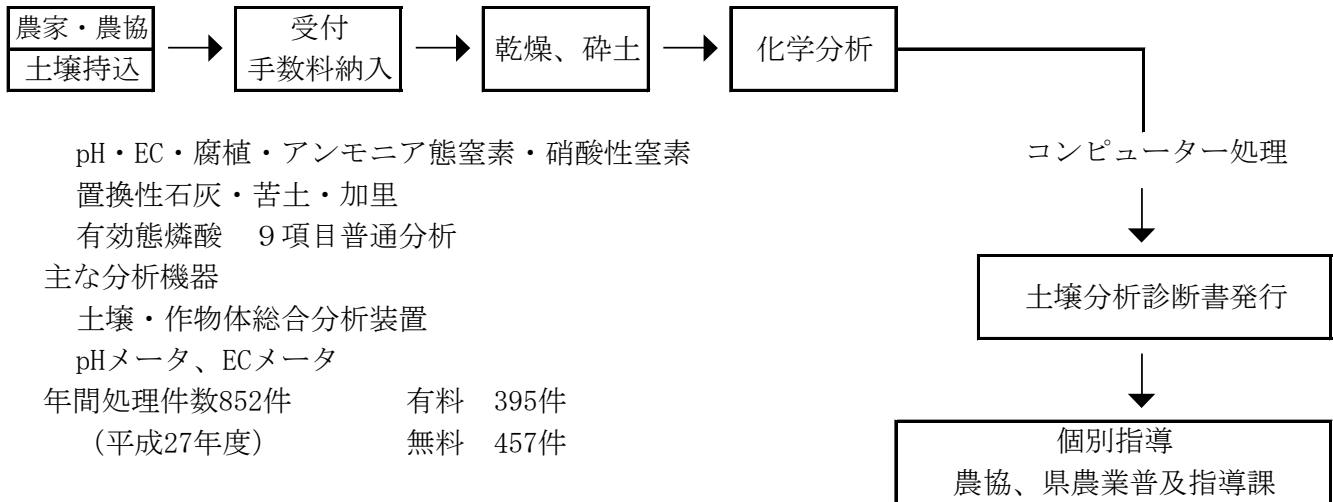 農家・農協
土壌持込
受付
手数料納入
乾燥、砕土
化学分析
pH・EC・腐植・アンモニア態窒素・硝酸性窒素
置換性石灰・苦土・加里
有効態燐酸　９項目普通分析
主な分析機器
土壌・作物体総合分析装置
pHメータ、ECメータ
年間処理件数852件　有料　395件
（平成27年度）　無料　457件
コンピューター処理
土壌分析診断書発行
個別指導
農協、県農業普及指導課